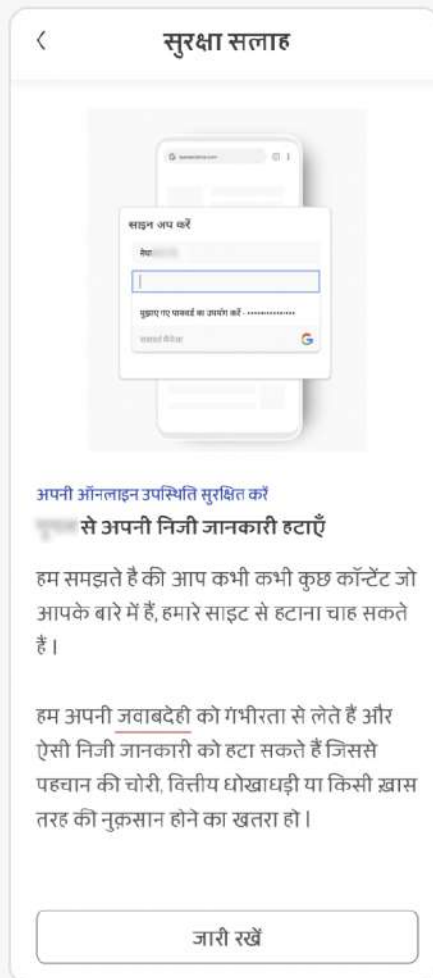 सुरक्षा सलाह
साइन अप करें
मेघा
सुझाए गए पासवर्ड का उपयोग करें - ••••••••••••••
अपनी ऑनलाइन उपस्थिति सुरक्षित करें
से अपनी निजी जानकारी हटाएँ
हम समझते है की आप कभी कभी कुछ कॉन्टेंट जो
आपके बारे में हैं, हमारे साइट से हटाना चाह सकते
हैं ।
हम अपनी जवाबदेही को गंभीरता से लेते हैं और
ऐसी निजी जानकारी को हटा सकते हैं जिससे
पहचान की चोरी, वित्तीय धोखाधड़ी या किसी ख़ास
तरह की नुक़सान होने का खतरा हो ।
जारी रखें